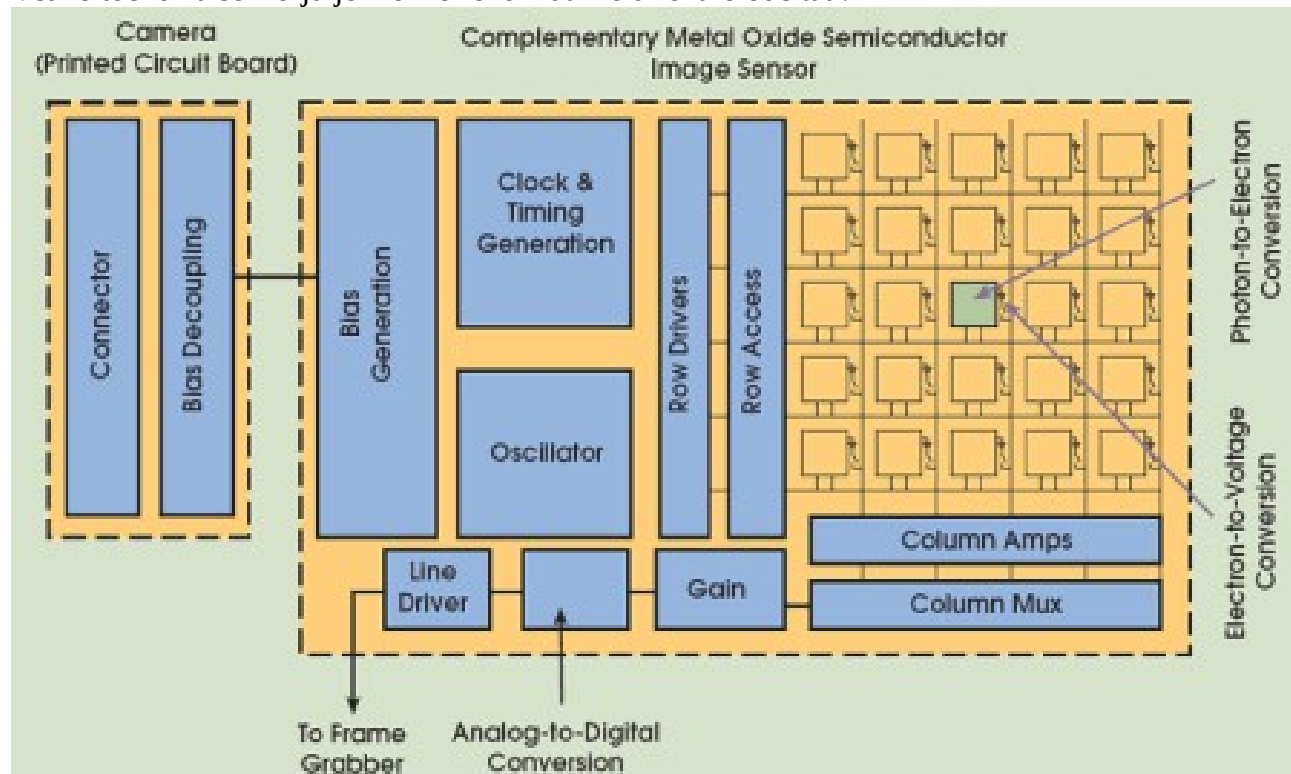 Camera
(Printed Circuit Board)
Complementary Metal Oxide Semiconductor
Image Sensor
Connector
Bias Decoupling
Bias
Generation
Clock &
Timing
Generation
Oscillator
Row Drivers
Row Access
Photon-to-Electron
Conversion
Electron-to-Voltage
Conversion
Column Amps
Column Mux
Gain
Line
Driver
To Frame
Grabber
Analog-to-Digital
Conversion